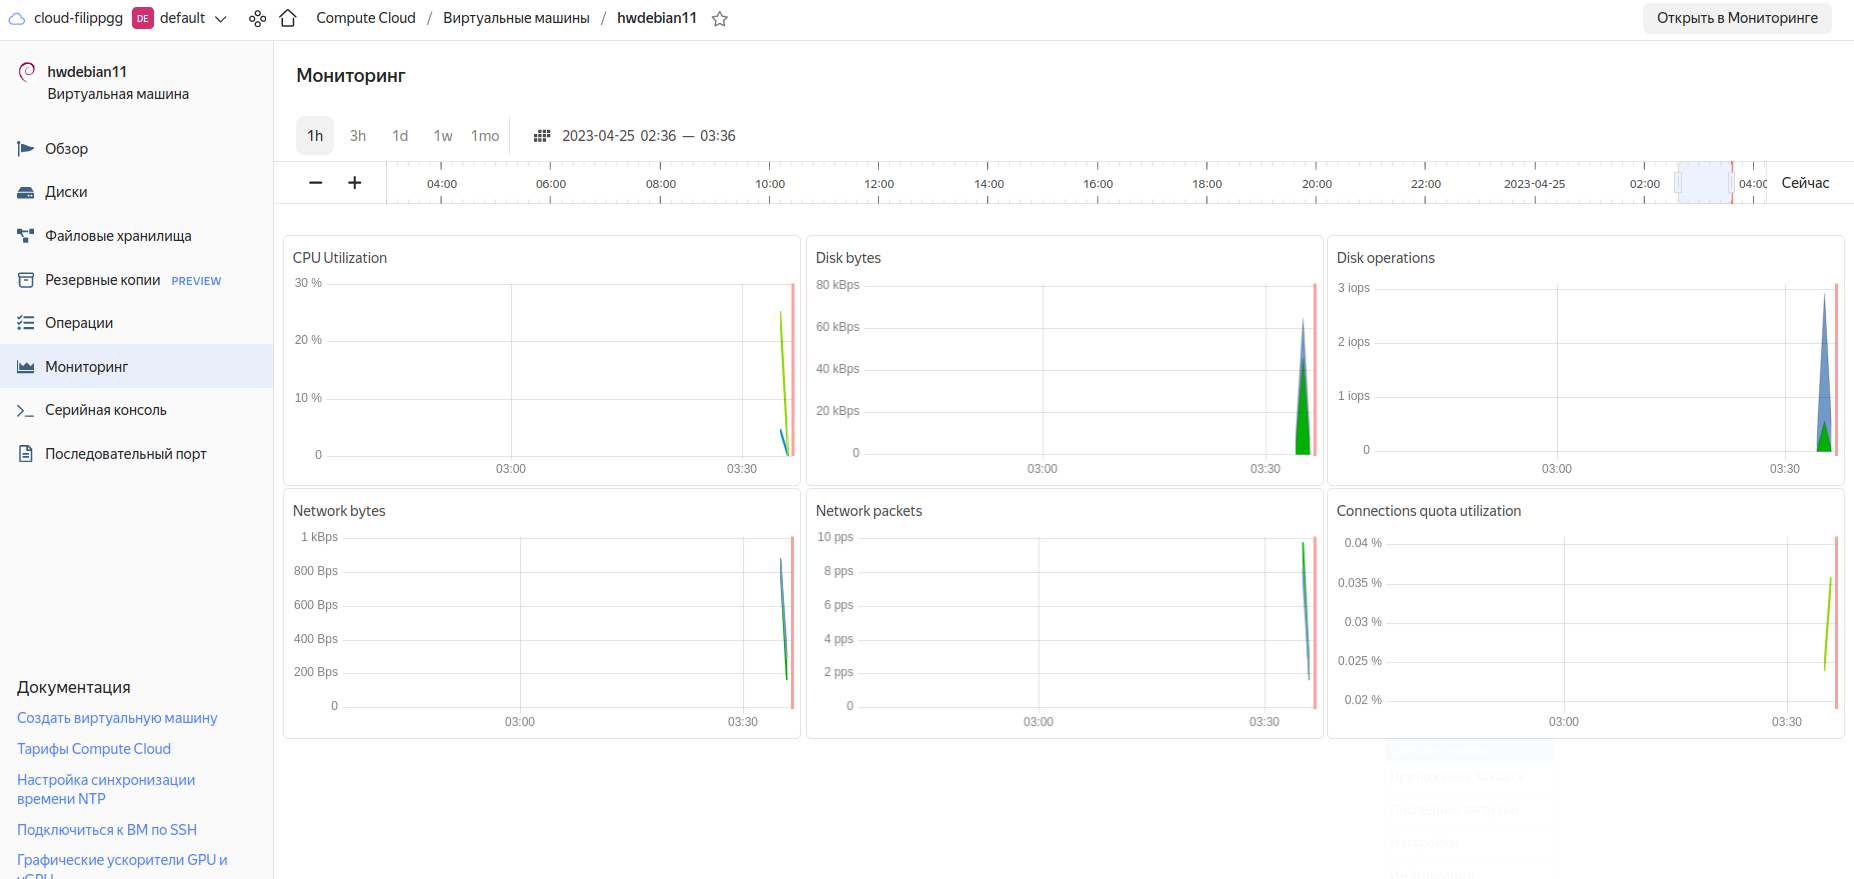 cloud-filippgg DE default Compute Cloud / Виртуальные машины / hwdebian11 Открыть в Мониторинге
hwdebian11
Виртуальная машина
Обзор
Диски
Файловые хранилища
Резервные копии PREVIEW
Операции
Мониторинг
Серийная консоль
Последовательный порт
Документация
Создать виртуальную машину
Тарифы Compute Cloud
Настройка синхронизации
времени NTP
Подключиться к ВМ по SSH
Графические ускорители GPU и
vGPU
Мониторинг
1h 3h 1d 1w 1mo 2023-04-25 02:36 — 03:36
− + 04:00 06:00 08:00 10:00 12:00 14:00 16:00 18:00 20:00 22:00 2023-04-25 02:00 04:00 Сейчас
CPU Utilization
30 %
20 %
10 %
0
03:00 03:30
Disk bytes
80 kBps
60 kBps
40 kBps
20 kBps
0
03:00 03:30
Disk operations
3 iops
2 iops
1 iops
0
03:00 03:30
Network bytes
1 kBps
800 Bps
600 Bps
400 Bps
200 Bps
0
03:00 03:30
Network packets
10 pps
8 pps
6 pps
4 pps
2 pps
0
03:00 03:30
Connections quota utilization
0.04 %
0.035 %
0.03 %
0.025 %
0.02 %
03:00 03:30
Последние загрузки
Настройки